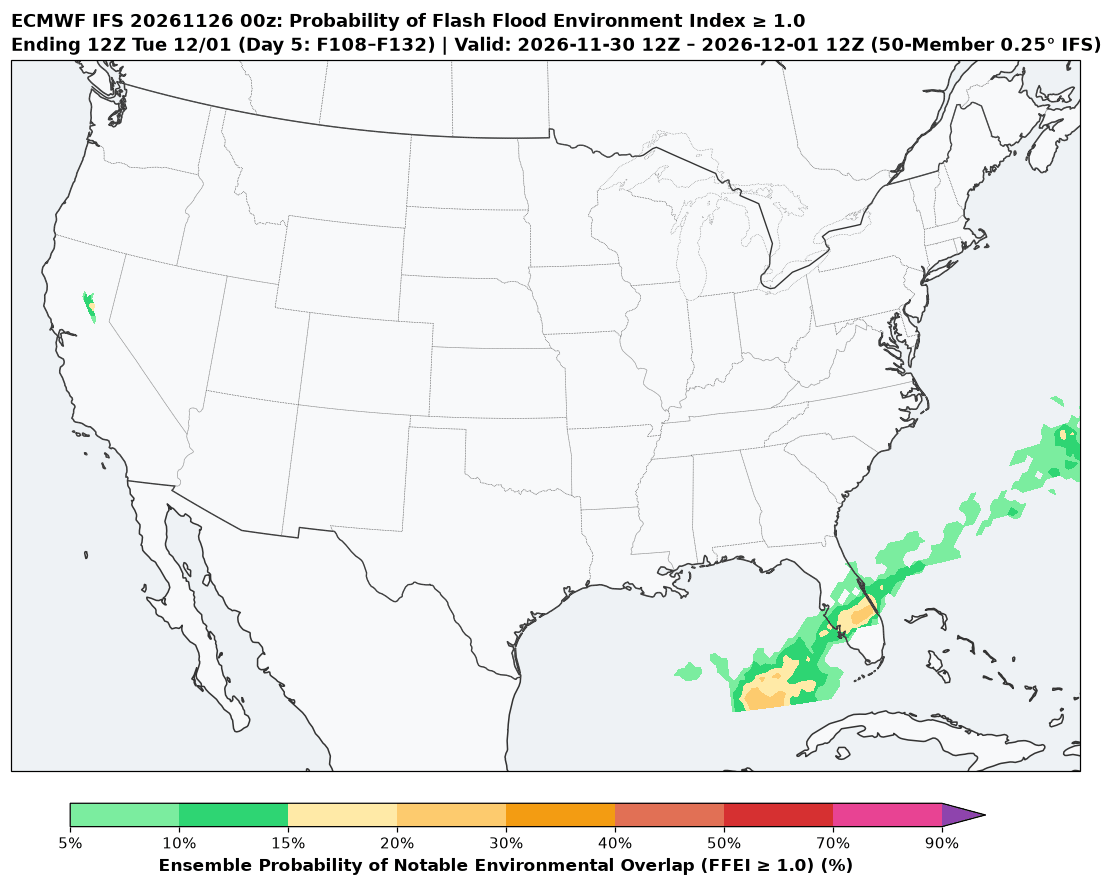 ECMWF IFS 20261126 00z: Probability of Flash Flood Environment Index ≥ 1.0
Ending 12Z Tue 12/01 (Day 5: F108–F132) | Valid: 2026-11-30 12Z – 2026-12-01 12Z (50-Member 0.25° IFS)
5% 10% 15% 20% 30% 40% 50% 70% 90%
Ensemble Probability of Notable Environmental Overlap (FFEI ≥ 1.0) (%)